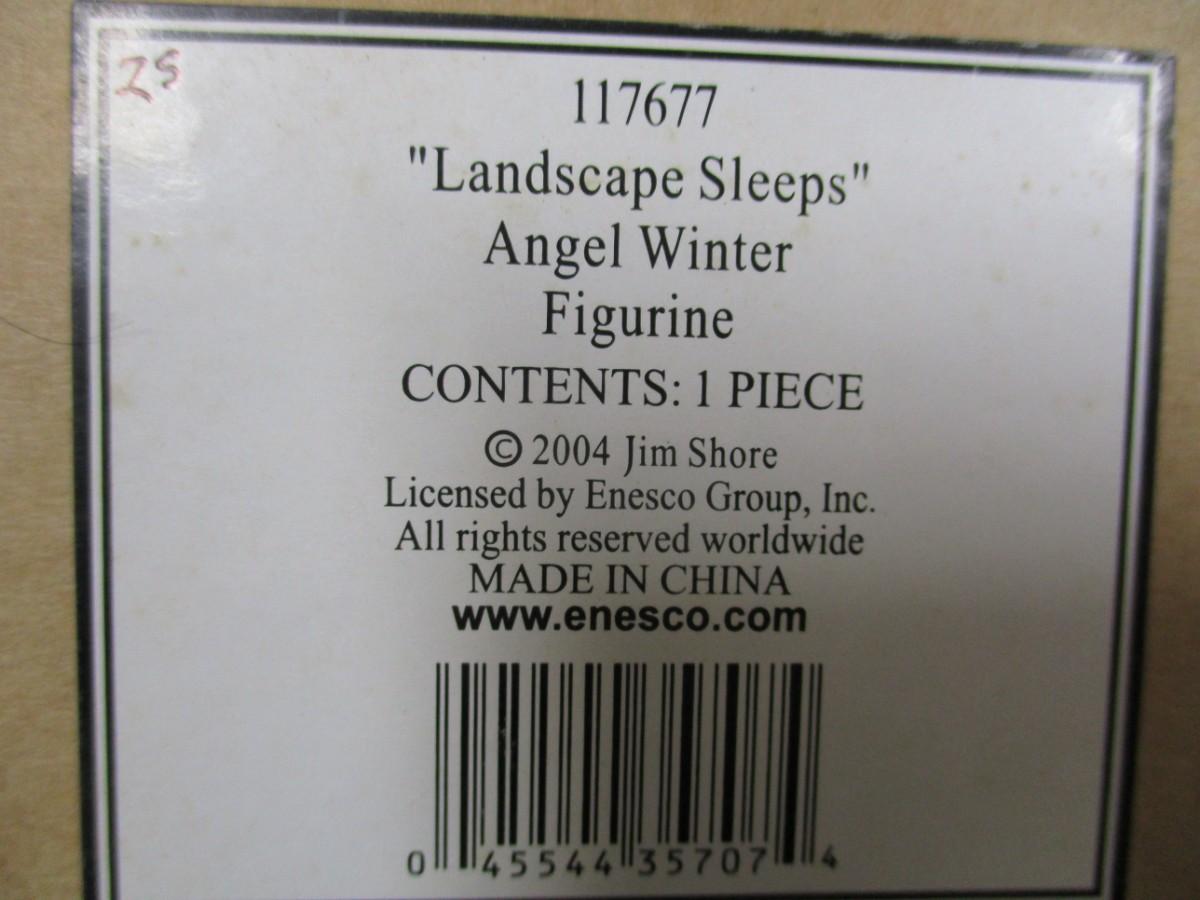 25
117677
"Landscape Sleeps"
Angel Winter
Figurine
CONTENTS: 1 PIECE
© 2004 Jim Shore
Licensed by Enesco Group, Inc.
All rights reserved worldwide
MADE IN CHINA
www.enesco.com
0 45544 35707 4